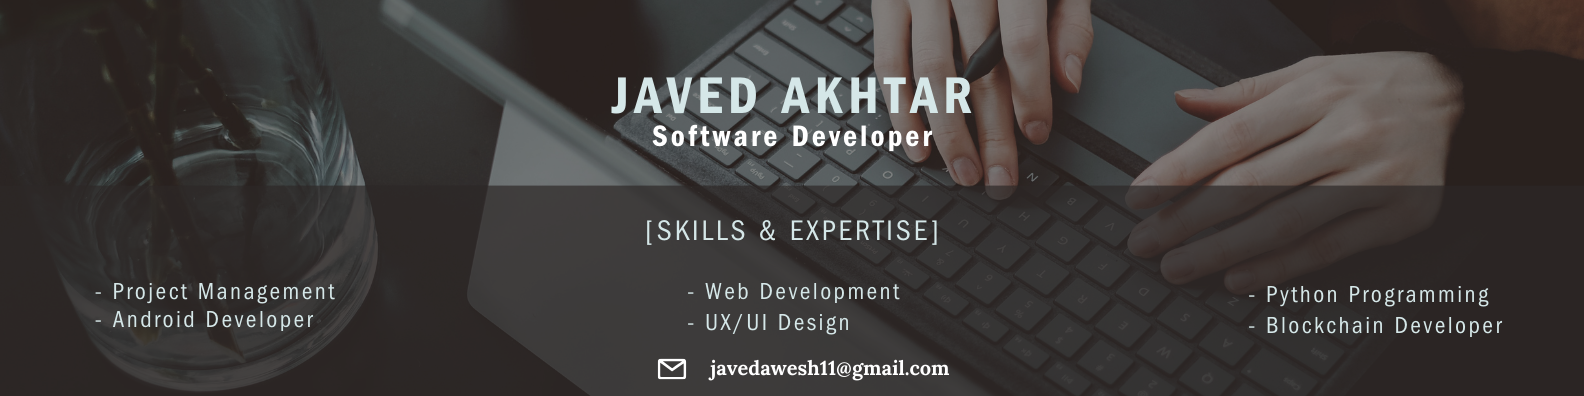 JAVED AKHTAR
Software Developer
[SKILLS & EXPERTISE]
- Project Management
- Android Developer
- Web Development
- UX/UI Design
- Python Programming
- Blockchain Developer
javedawesh11@gmail.com